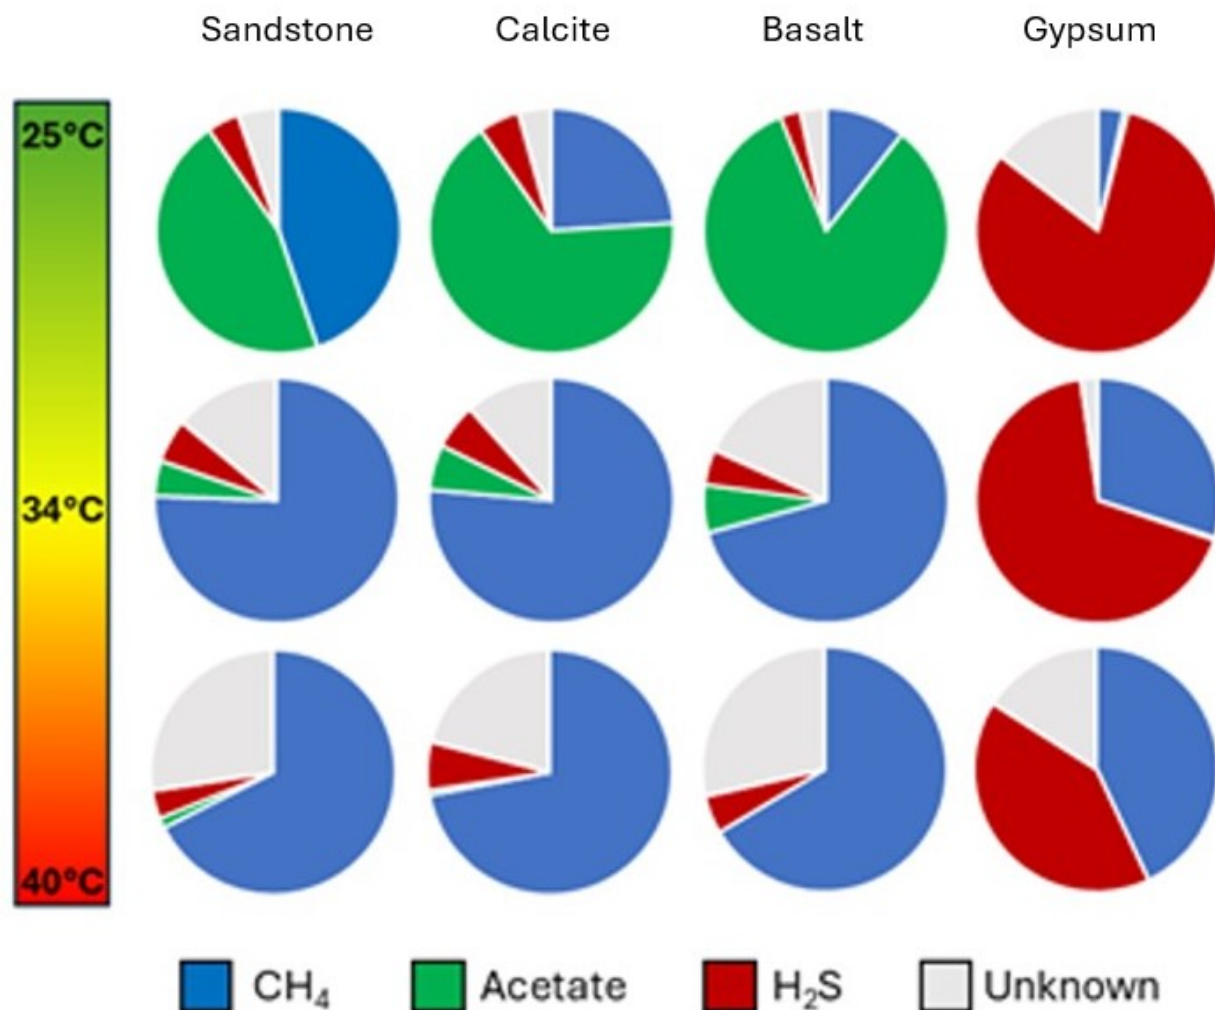 Sandstone Calcite Basalt Gypsum
25°C
34°C
40°C
CH₄ Acetate H₂S Unknown